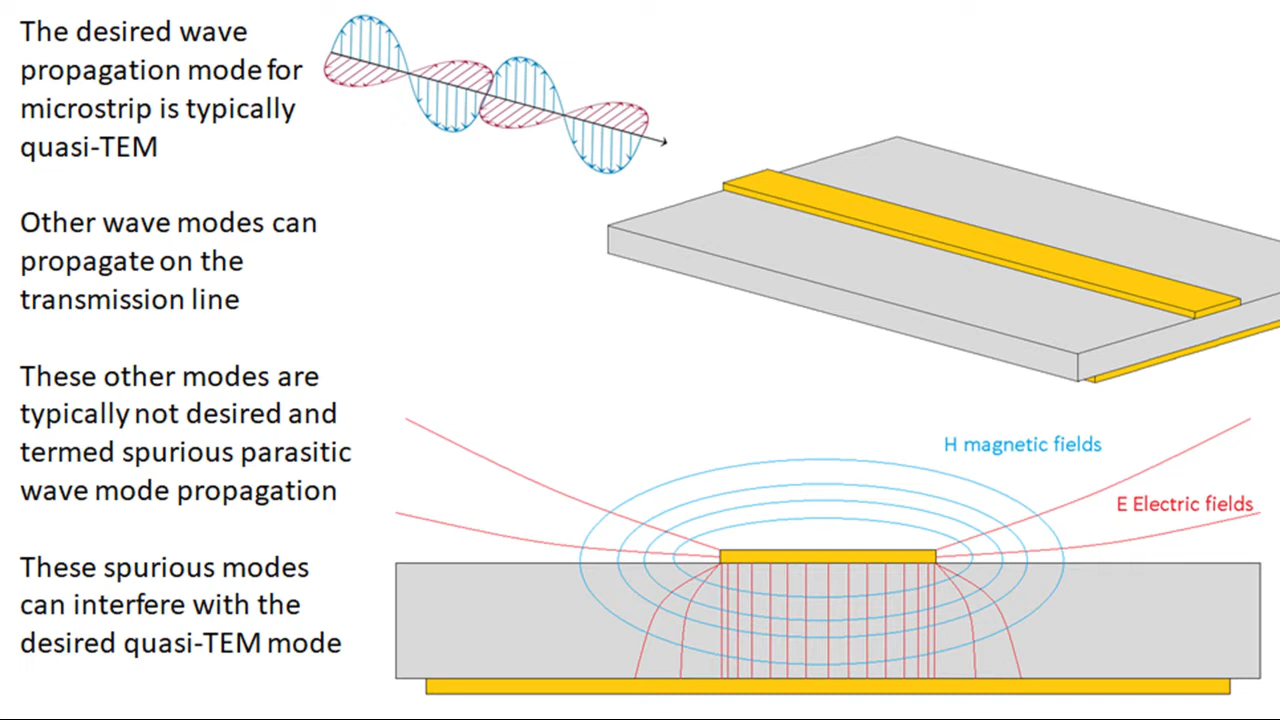 The desired wave
propagation mode for
microstrip is typically
quasi-TEM
Other wave modes can
propagate on the
transmission line
These other modes are
typically not desired and
termed spurious parasitic
wave mode propagation
These spurious modes
can interfere with the
desired quasi-TEM mode
H magnetic fields
E Electric fields